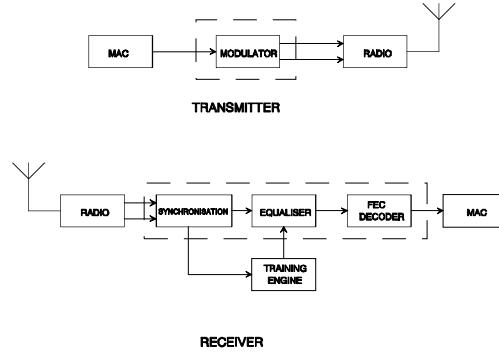 MAC
MODULATOR
RADIO
TRANSMITTER
RADIO
SYNCHRONISATION
EQUALISER
FEC
DECODER
MAC
TRAINING
ENGINE
RECEIVER